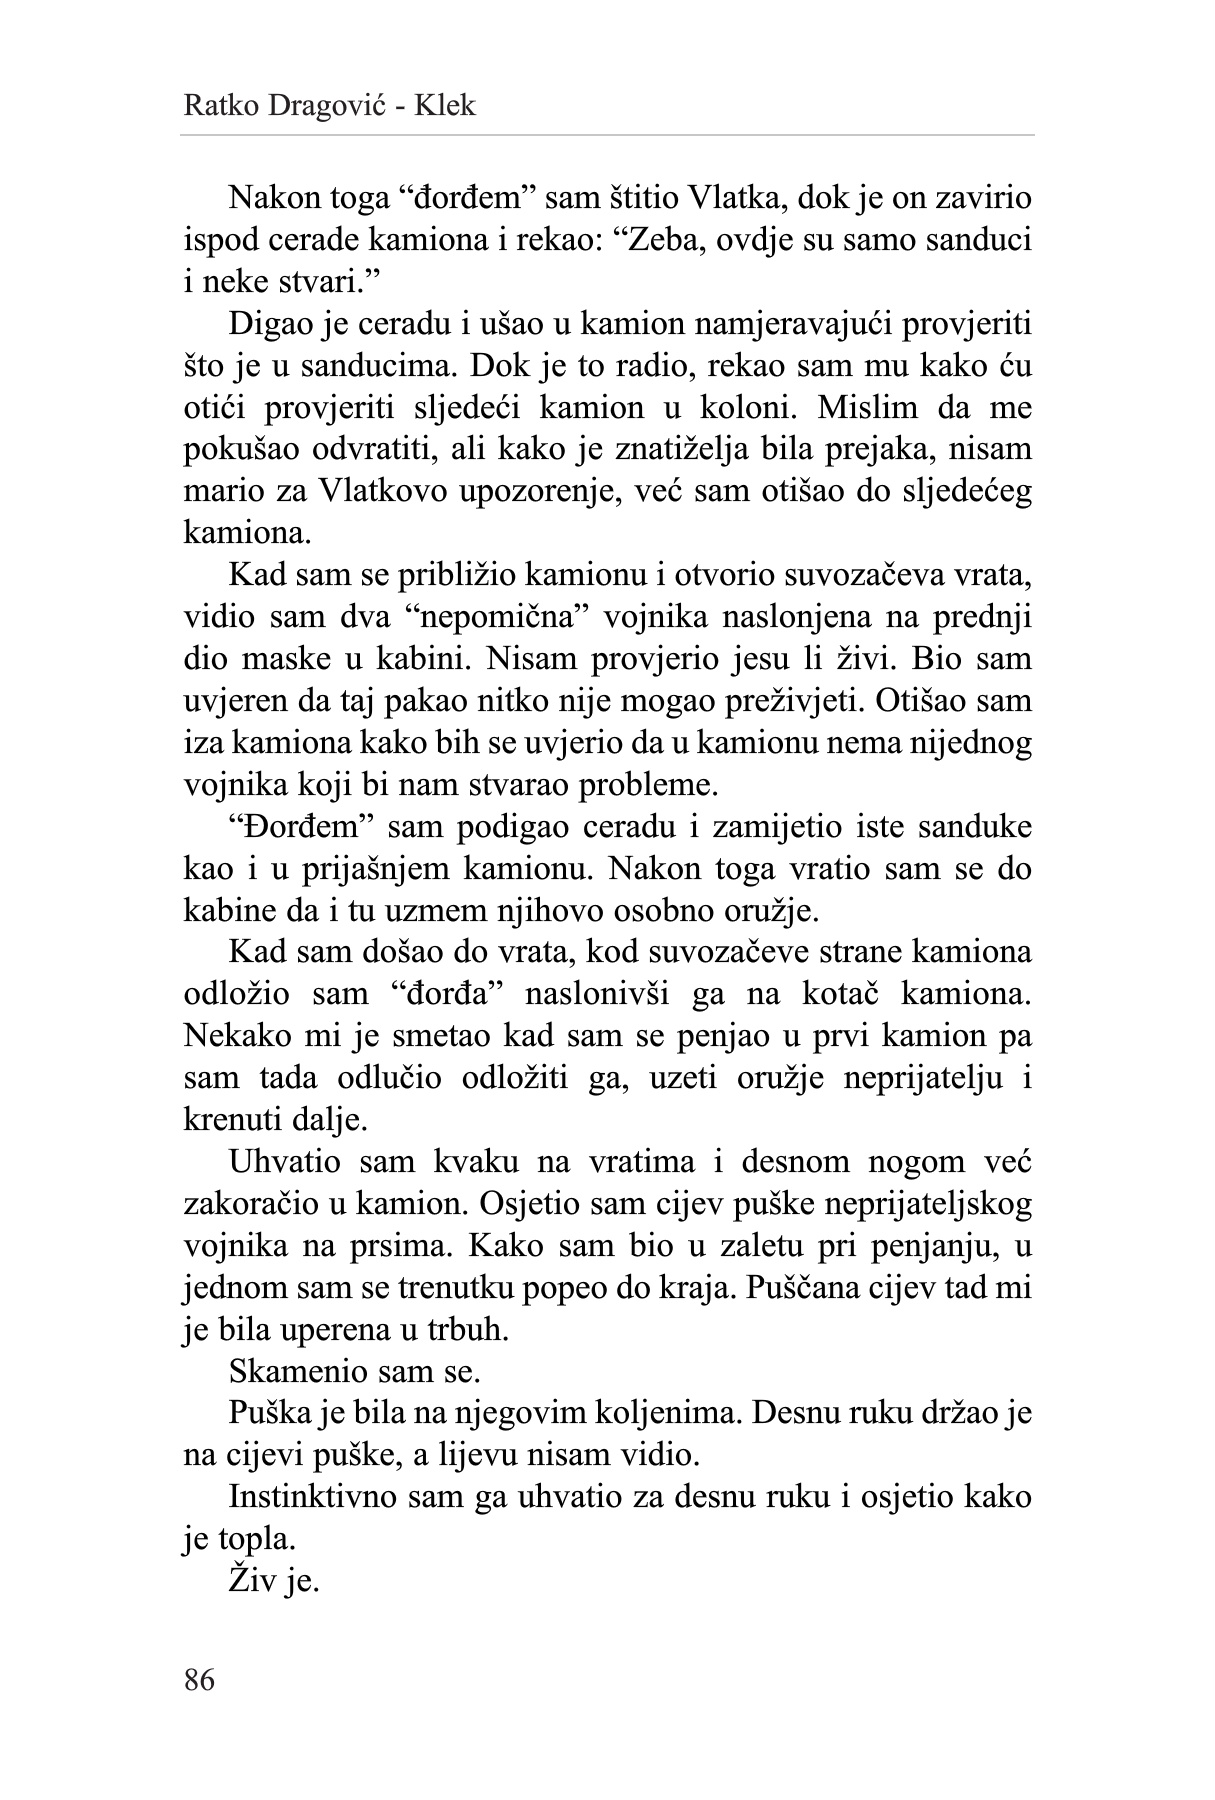 Ratko Dragović - Klek
Nakon toga “đorđem” sam štitio Vlatka, dok je on zavirio
ispod cerade kamiona i rekao: “Zeba, ovdje su samo sanduci
i neke stvari.”
Digao je ceradu i ušao u kamion namjeravajući provjeriti
što je u sanducima. Dok je to radio, rekao sam mu kako ću
otići provjeriti sljedeći kamion u koloni. Mislim da me
pokušao odvratiti, ali kako je znatiželja bila prejaka, nisam
mario za Vlatkovo upozorenje, već sam otišao do sljedećeg
kamiona.
Kad sam se približio kamionu i otvorio suvozačeva vrata,
vidio sam dva “nepomična” vojnika naslonjena na prednji
dio maske u kabini. Nisam provjerio jesu li živi. Bio sam
uvjeren da taj pakao nitko nije mogao preživjeti. Otišao sam
iza kamiona kako bih se uvjerio da u kamionu nema nijednog
vojnika koji bi nam stvarao probleme.
“Đorđem” sam podigao ceradu i zamijetio iste sanduke
kao i u prijašnjem kamionu. Nakon toga vratio sam se do
kabine da i tu uzmem njihovo osobno oružje.
Kad sam došao do vrata, kod suvozačeve strane kamiona
odložio sam “đorđa” naslonivši ga na kotač kamiona.
Nekako mi je smetao kad sam se penjao u prvi kamion pa
sam tada odlučio odložiti ga, uzeti oružje neprijatelju i
krenuti dalje.
Uhvatio sam kvaku na vratima i desnom nogom već
zakoračio u kamion. Osjetio sam cijev puške neprijateljskog
vojnika na prsima. Kako sam bio u zaletu pri penjanju, u
jednom sam se trenutku popeo do kraja. Puščana cijev tad mi
je bila uperena u trbuh.
Skamenio sam se.
Puška je bila na njegovim koljenima. Desnu ruku držao je
na cijevi puške, a lijevu nisam vidio.
Instinktivno sam ga uhvatio za desnu ruku i osjetio kako
je topla.
Živ je.
86